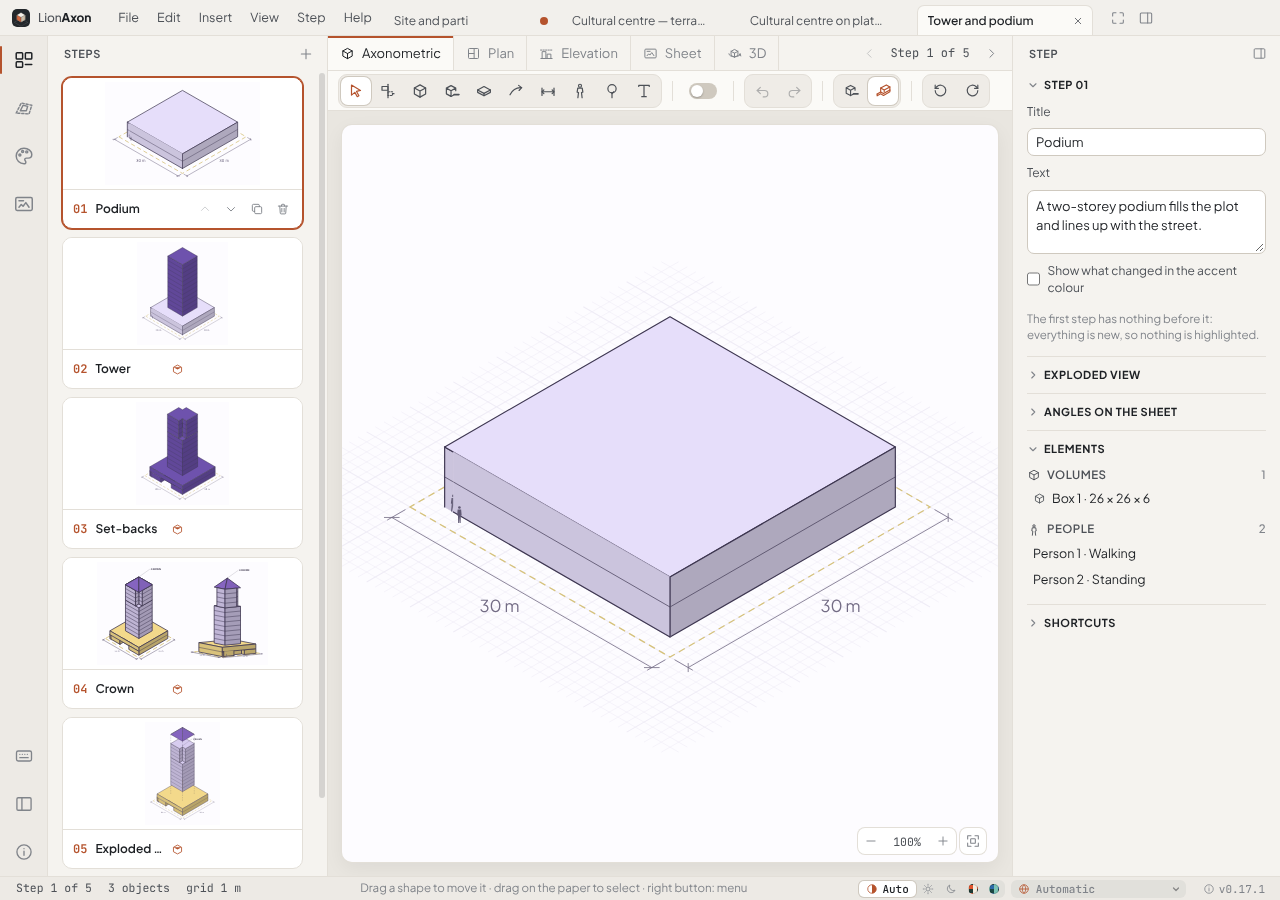 LionAxon
File Edit Insert View Step Help
Site and parti
Cultural centre — terra...
Cultural centre on plat...
Tower and podium
STEPS
01 Podium
02 Tower
03 Set-backs
04 Crown
05 Exploded ...
Axonometric
Plan
Elevation
Sheet
3D
Step 1 of 5
30 m
30 m
100%
STEP
STEP 01
Title
Podium
Text
A two-storey podium fills the plot
and lines up with the street.
Show what changed in the accent
colour
The first step has nothing before it:
everything is new, so nothing is highlighted.
EXPLODED VIEW
ANGLES ON THE SHEET
ELEMENTS
VOLUMES 1
Box 1 · 26 × 26 × 6
PEOPLE 2
Person 1 · Walking
Person 2 · Standing
SHORTCUTS
Step 1 of 5 3 objects grid 1 m
Drag a shape to move it · drag on the paper to select · right button: menu
Auto
Automatic
v0.17.1